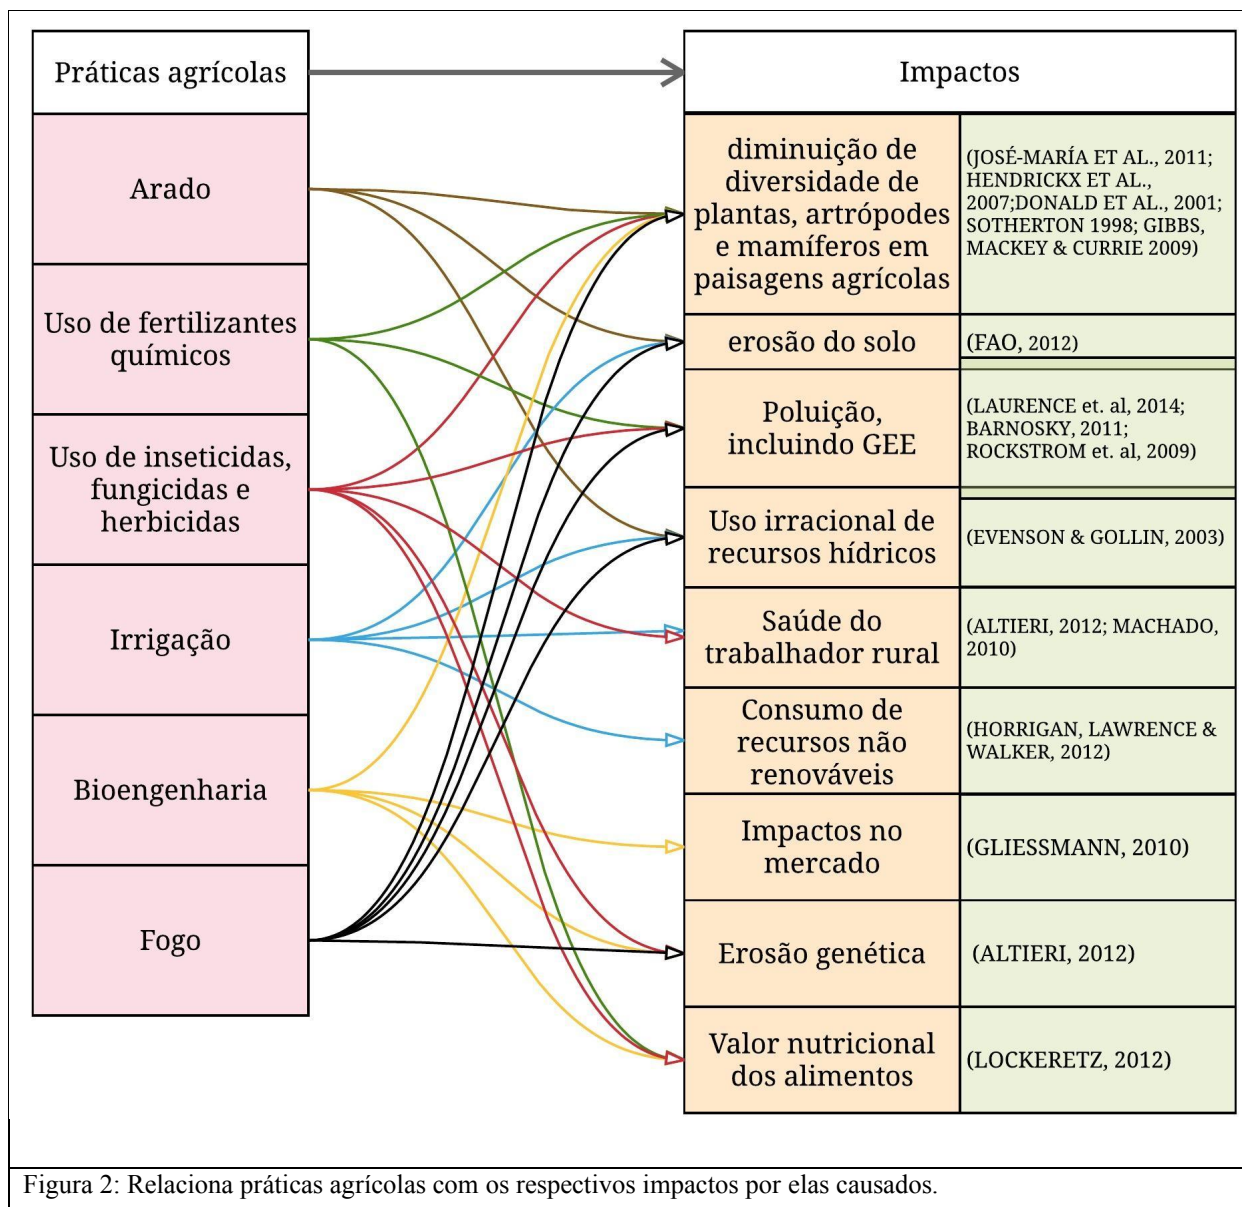 Práticas agrícolas
Impactos
Arado
Uso de fertilizantes
químicos
Uso de inseticidas,
fungicidas e
herbicidas
Irrigação
Bioengenharia
Fogo
diminuição de
diversidade de
plantas, artrópodes
e mamíferos em
paisagens agrícolas
(JOSÉ-MARÍA ET AL., 2011;
HENDRICKX ET AL.,
2007;DONALD ET AL., 2001;
SOTHERTON 1998; GIBBS,
MACKEY & CURRIE 2009)
erosão do solo
(FAO, 2012)
Poluição,
incluindo GEE
(LAURENCE et. al, 2014;
BARNOSKY, 2011;
ROCKSTROM et. al, 2009)
Uso irracional de
recursos hídricos
(EVENSON & GOLLIN, 2003)
Saúde do
trabalhador rural
(ALTIERI, 2012; MACHADO,
2010)
Consumo de
recursos não
renováveis
(HORRIGAN, LAWRENCE &
WALKER, 2012)
Impactos no
mercado
(GLIESSMANN, 2010)
Erosão genética
(ALTIERI, 2012)
Valor nutricional
dos alimentos
(LOCKERETZ, 2012)
Figura 2: Relaciona práticas agrícolas com os respectivos impactos por elas causados.